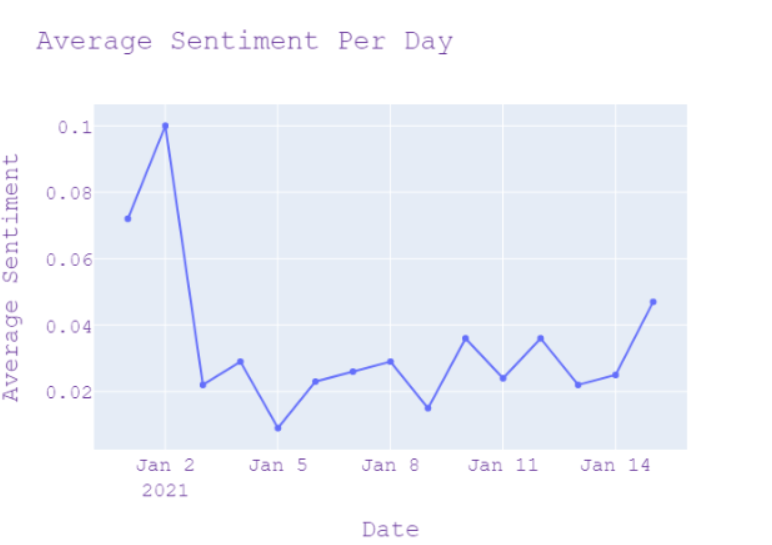 Average Sentiment Per Day
Average Sentiment
0.1
0.08
0.06
0.04
0.02
Jan 2
2021
Jan 5
Jan 8
Jan 11
Jan 14
Date